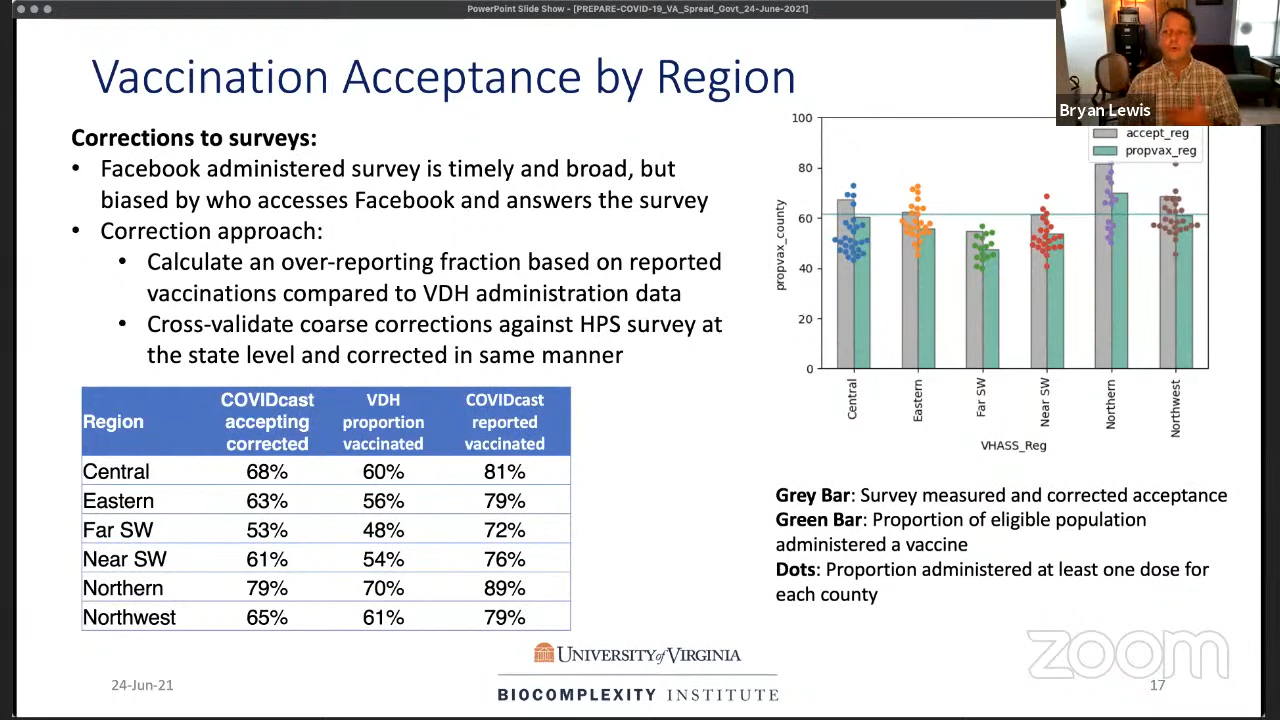 PowerPoint Slide Show - [PREPARE-COVID-19_VA_Spread_Govt_24-June-2021]
Bryan Lewis
Vaccination Acceptance by Region
Corrections to surveys:
• Facebook administered survey is timely and broad, but
biased by who accesses Facebook and answers the survey
• Correction approach:
• Calculate an over-reporting fraction based on reported
vaccinations compared to VDH administration data
• Cross-validate coarse corrections against HPS survey at
the state level and corrected in same manner
Region COVIDcast accepting corrected VDH proportion vaccinated COVIDcast reported vaccinated
Central 68% 60% 81%
Eastern 63% 56% 79%
Far SW 53% 48% 72%
Near SW 61% 54% 76%
Northern 79% 70% 89%
Northwest 65% 61% 79%
accept_reg
propvax_reg
propvax_county
100
80
60
40
20
0
Central Eastern Far SW Near SW Northern Northwest
VHASS_Reg
Grey Bar: Survey measured and corrected acceptance
Green Bar: Proportion of eligible population
administered a vaccine
Dots: Proportion administered at least one dose for
each county
UNIVERSITY of VIRGINIA
BIOCOMPLEXITY INSTITUTE
24-Jun-21
17
zoom